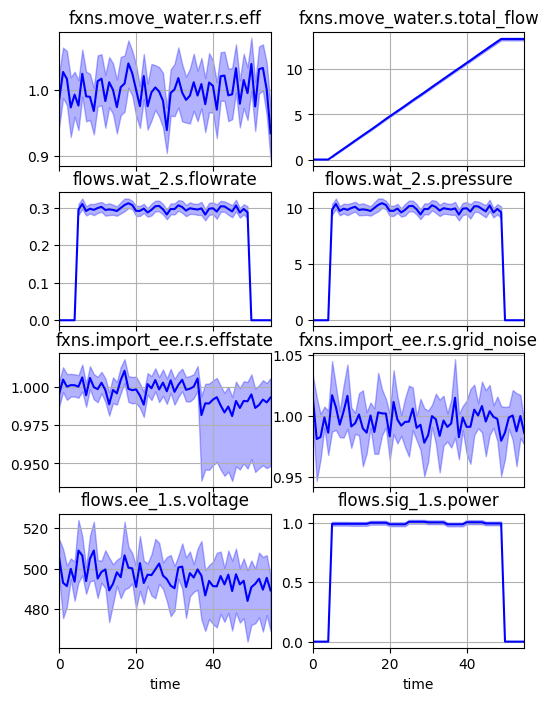 fxns.move_water.r.s.eff
fxns.move_water.s.total_flow
1.0
0.9
10
5
0
flows.wat_2.s.flowrate
flows.wat_2.s.pressure
0.3
0.2
0.1
0.0
10
5
0
fxns.import_ee.r.s.effstate
fxns.import_ee.r.s.grid_noise
1.000
0.975
0.950
1.05
1.00
0.95
flows.ee_1.s.voltage
flows.sig_1.s.power
520
500
480
1.0
0.5
0.0
0 20 40
0 20 40
time
time